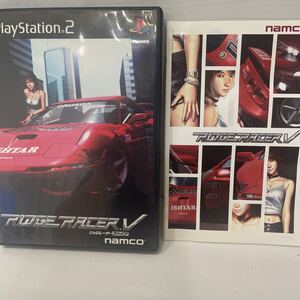 PlayStation 2
ISHTAR
RIDGE RACER V
リッジレーサーファイブ
namco
namco
RIDGE RACER V
ISHTAR